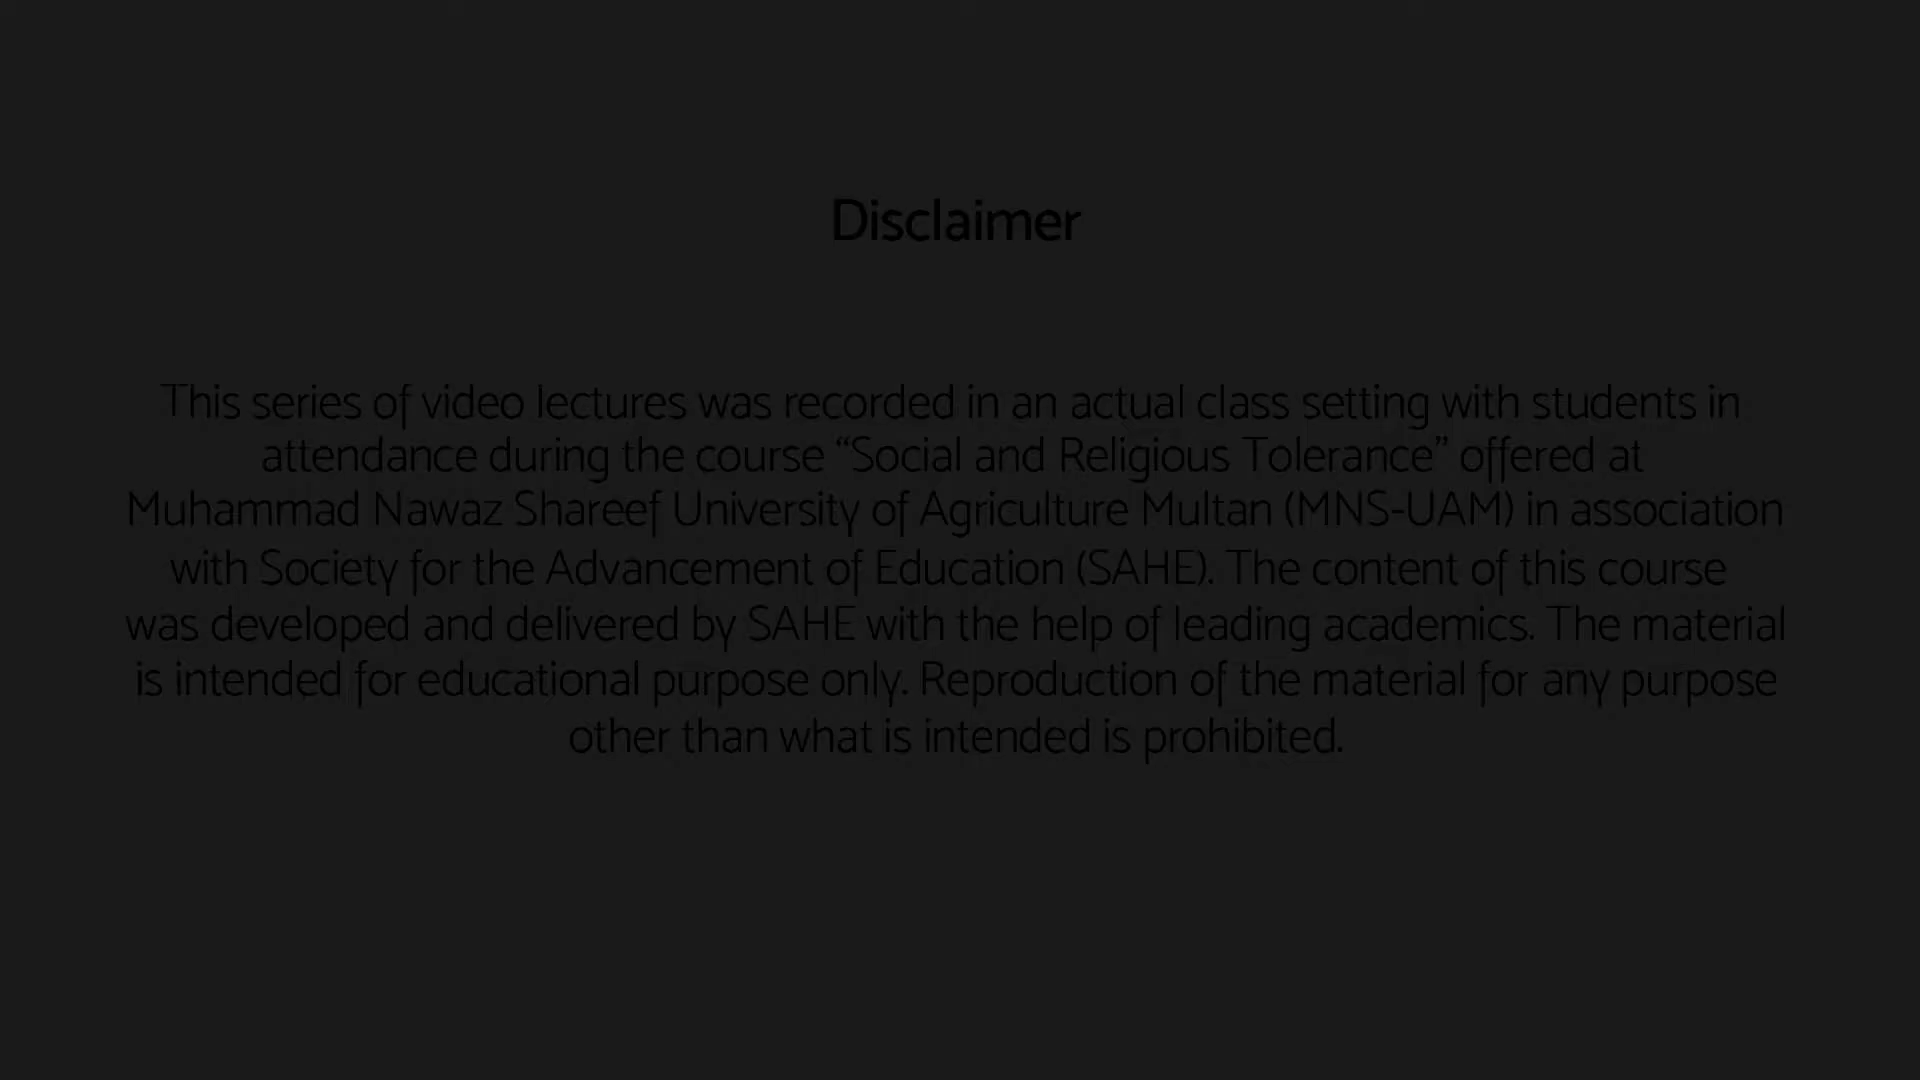 Disclaimer
This series of video lectures was recorded in an actual class setting with students in
attendance during the course “Social and Religious Tolerance” offered at
Muhammad Nawaz Shareef University of Agriculture Multan (MNS-UAM) in association
with Society for the Advancement of Education (SAHE). The content of this course
was developed and delivered by SAHE with the help of leading academics. The material
is intended for educational purpose only. Reproduction of the material for any purpose
other than what is intended is prohibited.